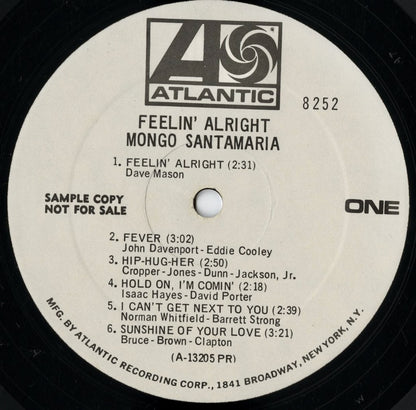 ATLANTIC
8252
FEELIN' ALRIGHT
MONGO SANTAMARIA
1. FEELIN' ALRIGHT (2:31)
Dave Mason
SAMPLE COPY
NOT FOR SALE
ONE
2. FEVER (3:02)
John Davenport-Eddie Cooley
3. HIP-HUG-HER (2:50)
Cropper-Jones-Dunn-Jackson, Jr.
4. HOLD ON, I'M COMIN' (2:18)
Isaac Hayes-David Porter
5. I CAN'T GET NEXT TO YOU (2:39)
Norman Whitfield-Barrett Strong
6. SUNSHINE OF YOUR LOVE (3:21)
Bruce-Brown-Clapton
(A-13205 PR)
MFG. BY ATLANTIC RECORDING CORP., 1841 BROADWAY, NEW YORK, N.Y.